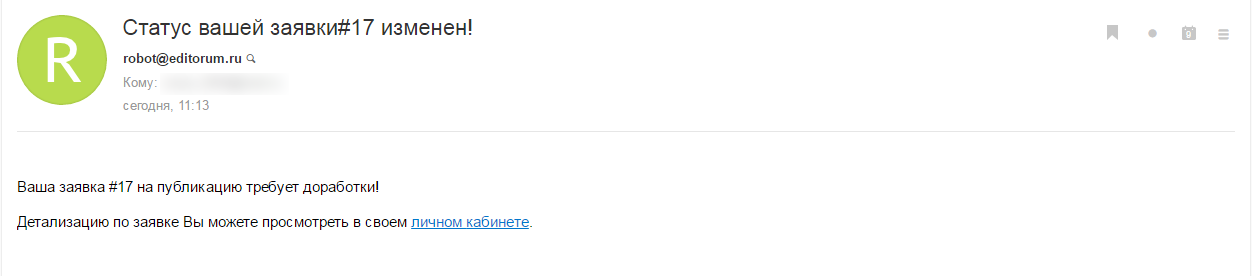 R
Статус вашей заявки#17 изменен!
robot@editorum.ru
Кому:
сегодня, 11:13
9
Ваша заявка #17 на публикацию требует доработки!
Детализацию по заявке Вы можете просмотреть в своем личном кабинете.